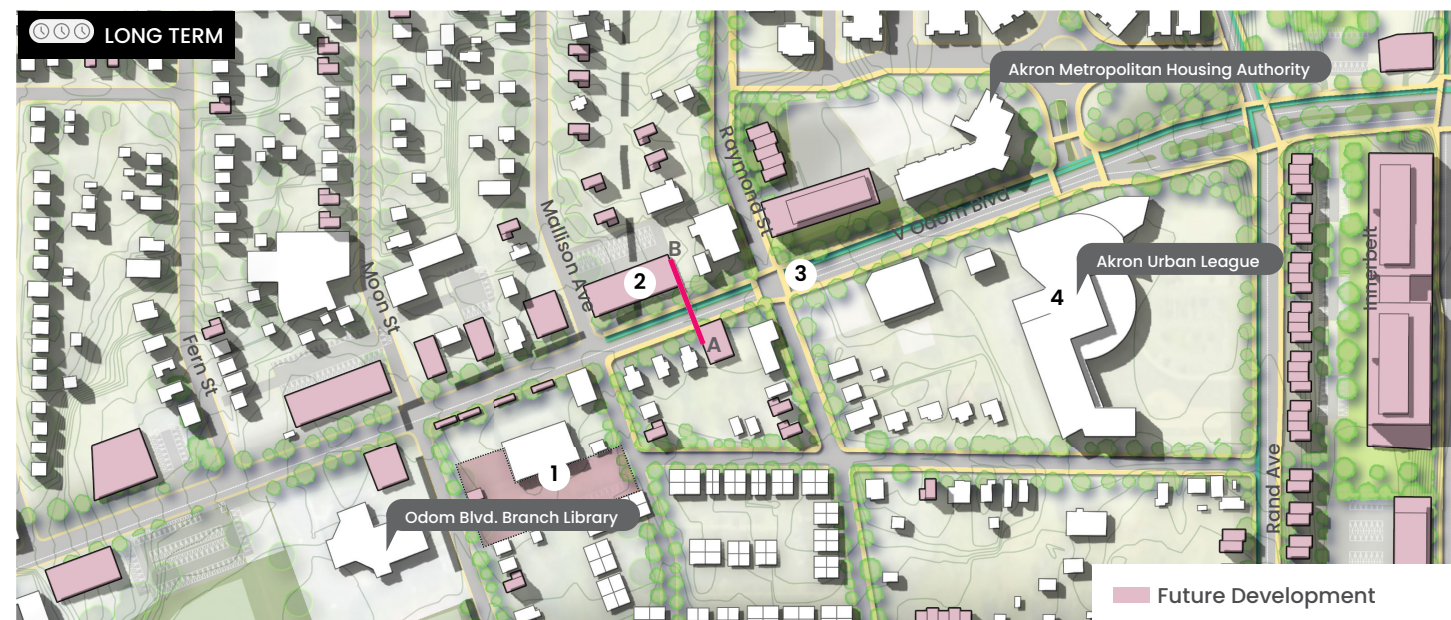 LONG TERM
Akron Metropolitan Housing Authority
Raymond St
V Odom Blvd
Mallison Ave
B
2
3
Akron Urban League
4
Innerbelt
Moon St
A
Fern St
1
Rand Ave
Odom Blvd. Branch Library
Future Development